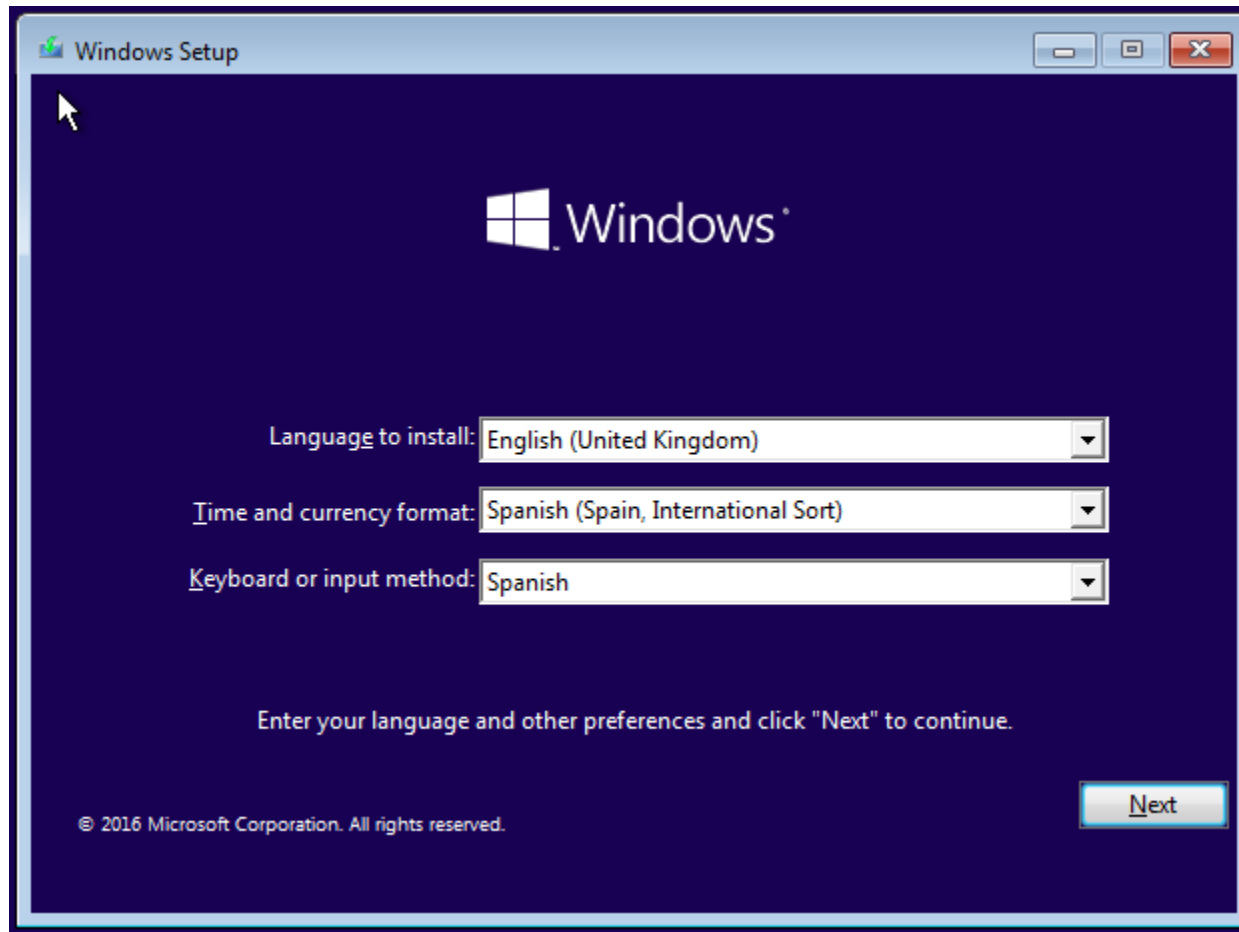 Windows Setup
Windows
Language to install: English (United Kingdom)
Time and currency format: Spanish (Spain, International Sort)
Keyboard or input method: Spanish
Enter your language and other preferences and click "Next" to continue.
Next
© 2016 Microsoft Corporation. All rights reserved.